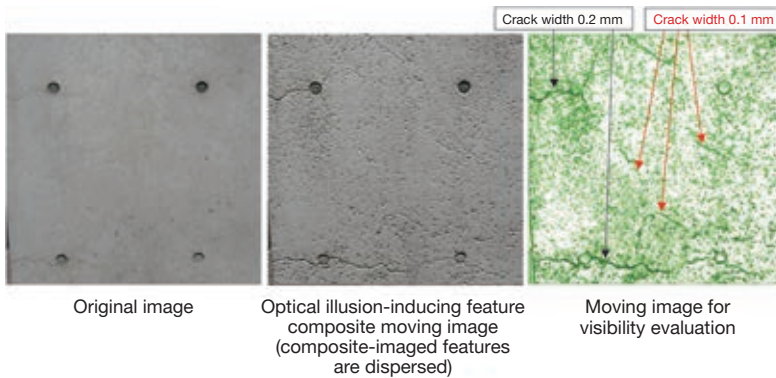 Crack width 0.2 mm
Crack width 0.1 mm
Original image
Optical illusion-inducing feature
composite moving image
(composite-imaged features
are dispersed)
Moving image for
visibility evaluation